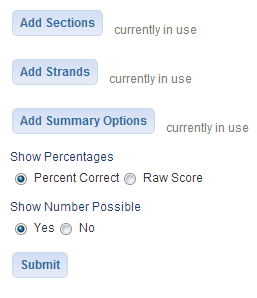 Add Sections currently in use
Add Strands currently in use
Add Summary Options currently in use
Show Percentages
Percent Correct Raw Score
Show Number Possible
Yes No
Submit